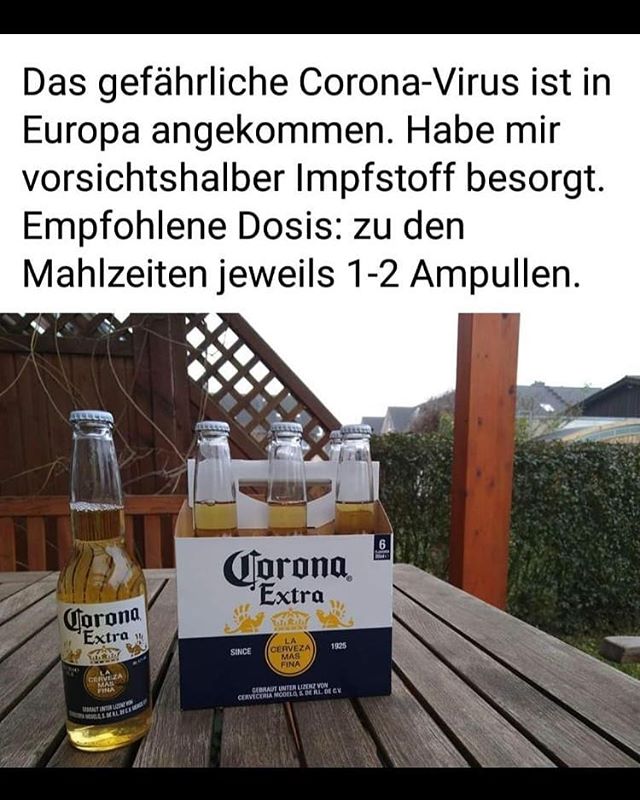 Das gefährliche Corona-Virus ist in
Europa angekommen. Habe mir
vorsichtshalber Impfstoff besorgt.
Empfohlene Dosis: zu den
Mahlzeiten jeweils 1-2 Ampullen.
6
Corona®
Extra
SINCE
LA
CERVEZA
MAS
FINA
1925
GEBRAUT UNTER LIZENZ VON
CERVECERIA MODELO, S. DE R.L. DE C.V.
Corona
Extra
LA
CERVEZA
MAS
FINA